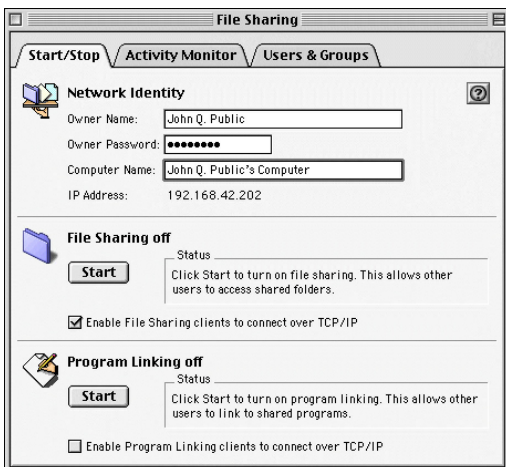 File Sharing
Start/Stop Activity Monitor Users & Groups
Network Identity
?
Owner Name: John Q. Public
Owner Password: ••••••••
Computer Name: John Q. Public's Computer
IP Address: 192.168.42.202
File Sharing off
Status
Start
Click Start to turn on file sharing. This allows other
users to access shared folders.
Enable File Sharing clients to connect over TCP/IP
Program Linking off
Status
Start
Click Start to turn on program linking. This allows other
users to link to shared programs.
Enable Program Linking clients to connect over TCP/IP